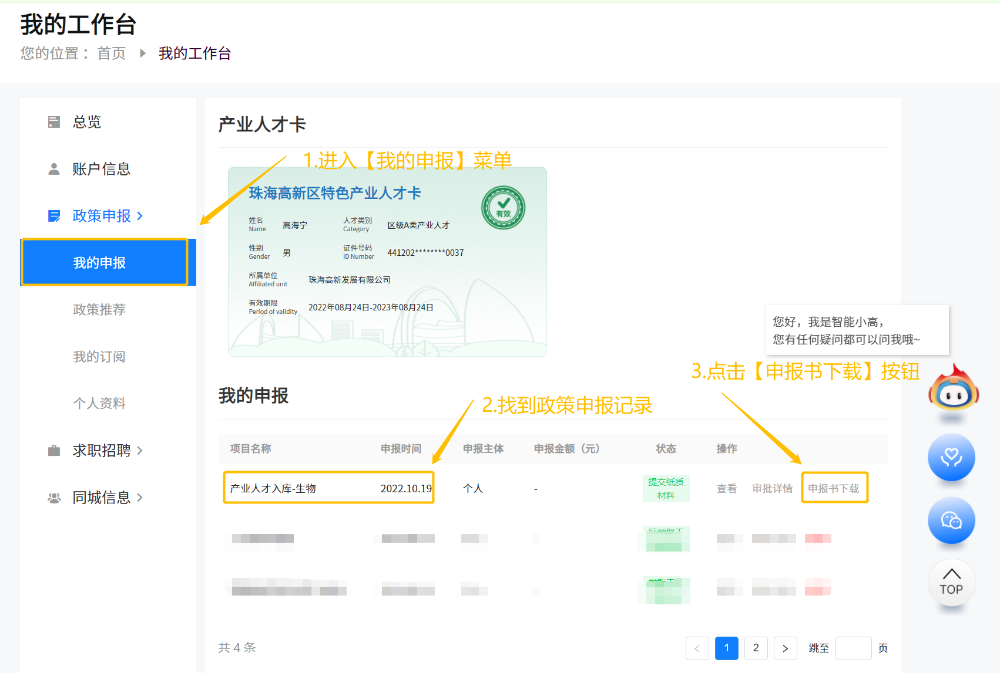 我的工作台
您的位置： 首页 我的工作台
总览
账户信息
政策申报
我的申报
政策推荐
我的订阅
个人资料
求职招聘
同城信息
产业人才卡
1.进入【我的申报】菜单
珠海高新区特色产业人才卡
有效
姓名 高海宁 人才类别 区级A类产业人才
Name Category
性别 男 证件号码 441202********0037
Gender ID Number
所属单位 珠海高新发展有限公司
Affiliated unit
有效期限 2022年08月24日-2023年08月24日
Period of validity
您好，我是智能小高，
您有任何疑问都可以问我哦~
3.点击【申报书下载】按钮
我的申报
2.找到政策申报记录
项目名称 申报时间 申报主体 申报金额（元） 状态 操作
产业人才入库-生物 2022.10.19 个人 - 提交纸质 查看 审批详情 申报书下载
材料
TOP
共 4 条 < 1 2 > 跳至 页